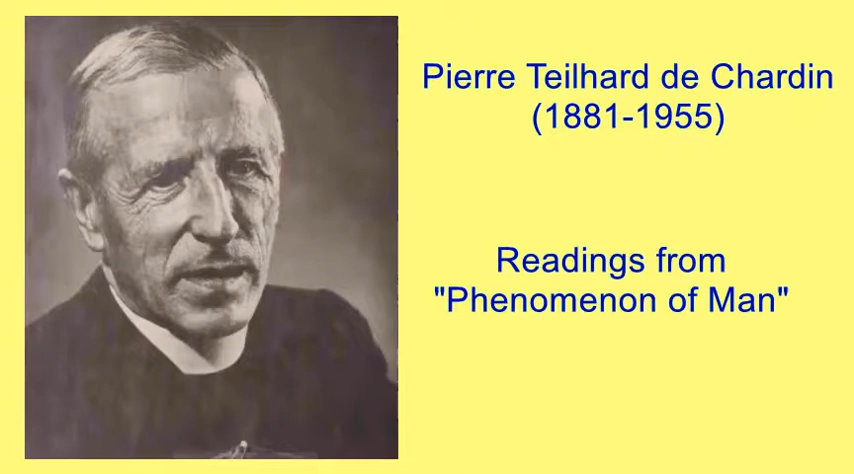 Pierre Teilhard de Chardin
(1881-1955)
Readings from
"Phenomenon of Man"